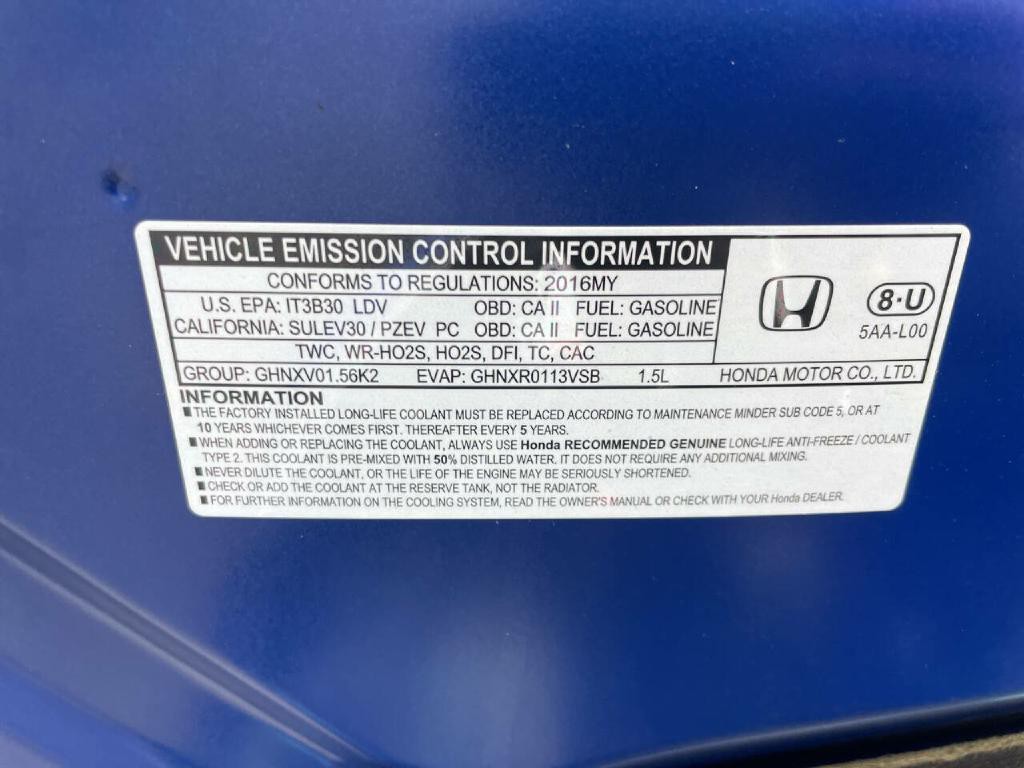 VEHICLE EMISSION CONTROL INFORMATION
CONFORMS TO REGULATIONS: 2016MY
U.S. EPA: IT3B30 LDV OBD: CA II FUEL: GASOLINE
CALIFORNIA: SULEV30 / PZEV PC OBD: CA II FUEL: GASOLINE
TWC, WR-HO2S, HO2S, DFI, TC, CAC
GROUP: GHNXV01.56K2 EVAP: GHNXR0113VSB 1.5L
8·U
5AA-L00
HONDA MOTOR CO., LTD.
INFORMATION
■ THE FACTORY INSTALLED LONG-LIFE COOLANT MUST BE REPLACED ACCORDING TO MAINTENANCE MINDER SUB CODE 5, OR AT
10 YEARS WHICHEVER COMES FIRST. THEREAFTER EVERY 5 YEARS.
■ WHEN ADDING OR REPLACING THE COOLANT, ALWAYS USE Honda RECOMMENDED GENUINE LONG-LIFE ANTI-FREEZE / COOLANT
TYPE 2. THIS COOLANT IS PRE-MIXED WITH 50% DISTILLED WATER. IT DOES NOT REQUIRE ANY ADDITIONAL MIXING.
■ NEVER DILUTE THE COOLANT, OR THE LIFE OF THE ENGINE MAY BE SERIOUSLY SHORTENED.
■ CHECK OR ADD THE COOLANT AT THE RESERVE TANK, NOT THE RADIATOR.
■ FOR FURTHER INFORMATION ON THE COOLING SYSTEM, READ THE OWNER'S MANUAL OR CHECK WITH YOUR Honda DEALER.